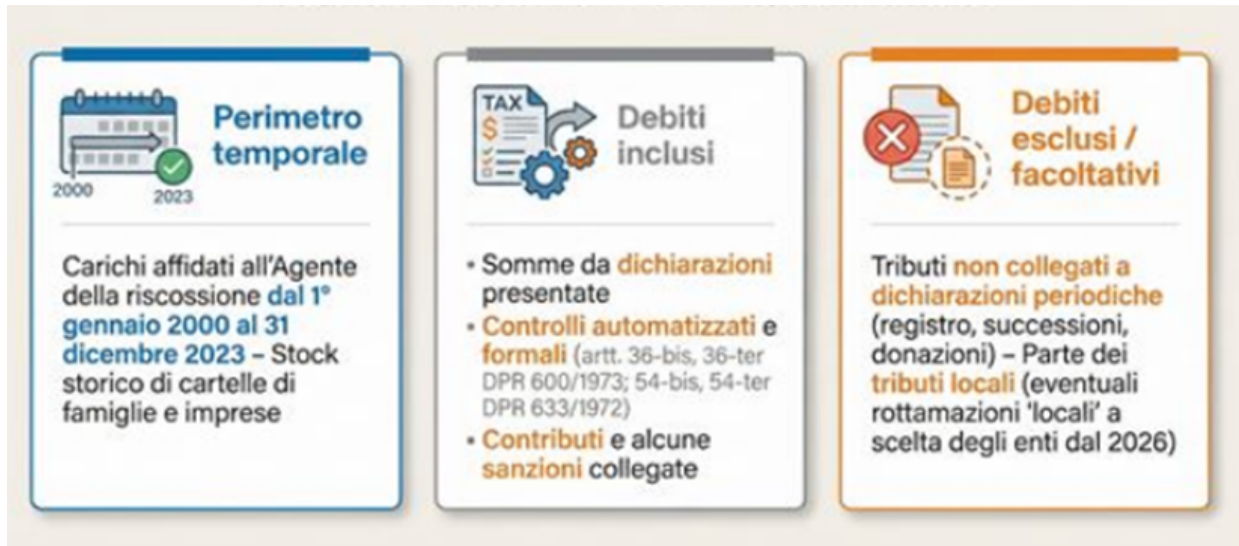 Perimetro
temporale
2000
2023
Carichi affidati all'Agente
della riscossione dal 1°
gennaio 2000 al 31
dicembre 2023 – Stock
storico di cartelle di
famiglie e imprese
TAX
$
Debiti
inclusi
• Somme da dichiarazioni
presentate
• Controlli automatizzati e
formali (artt. 36-bis, 36-ter
DPR 600/1973; 54-bis, 54-ter
DPR 633/1972)
• Contributi e alcune
sanzioni collegate
Debiti
esclusi /
facoltativi
Tributi non collegati a
dichiarazioni periodiche
(registro, successioni,
donazioni) – Parte dei
tributi locali (eventuali
rottamazioni 'locali' a
scelta degli enti dal 2026)